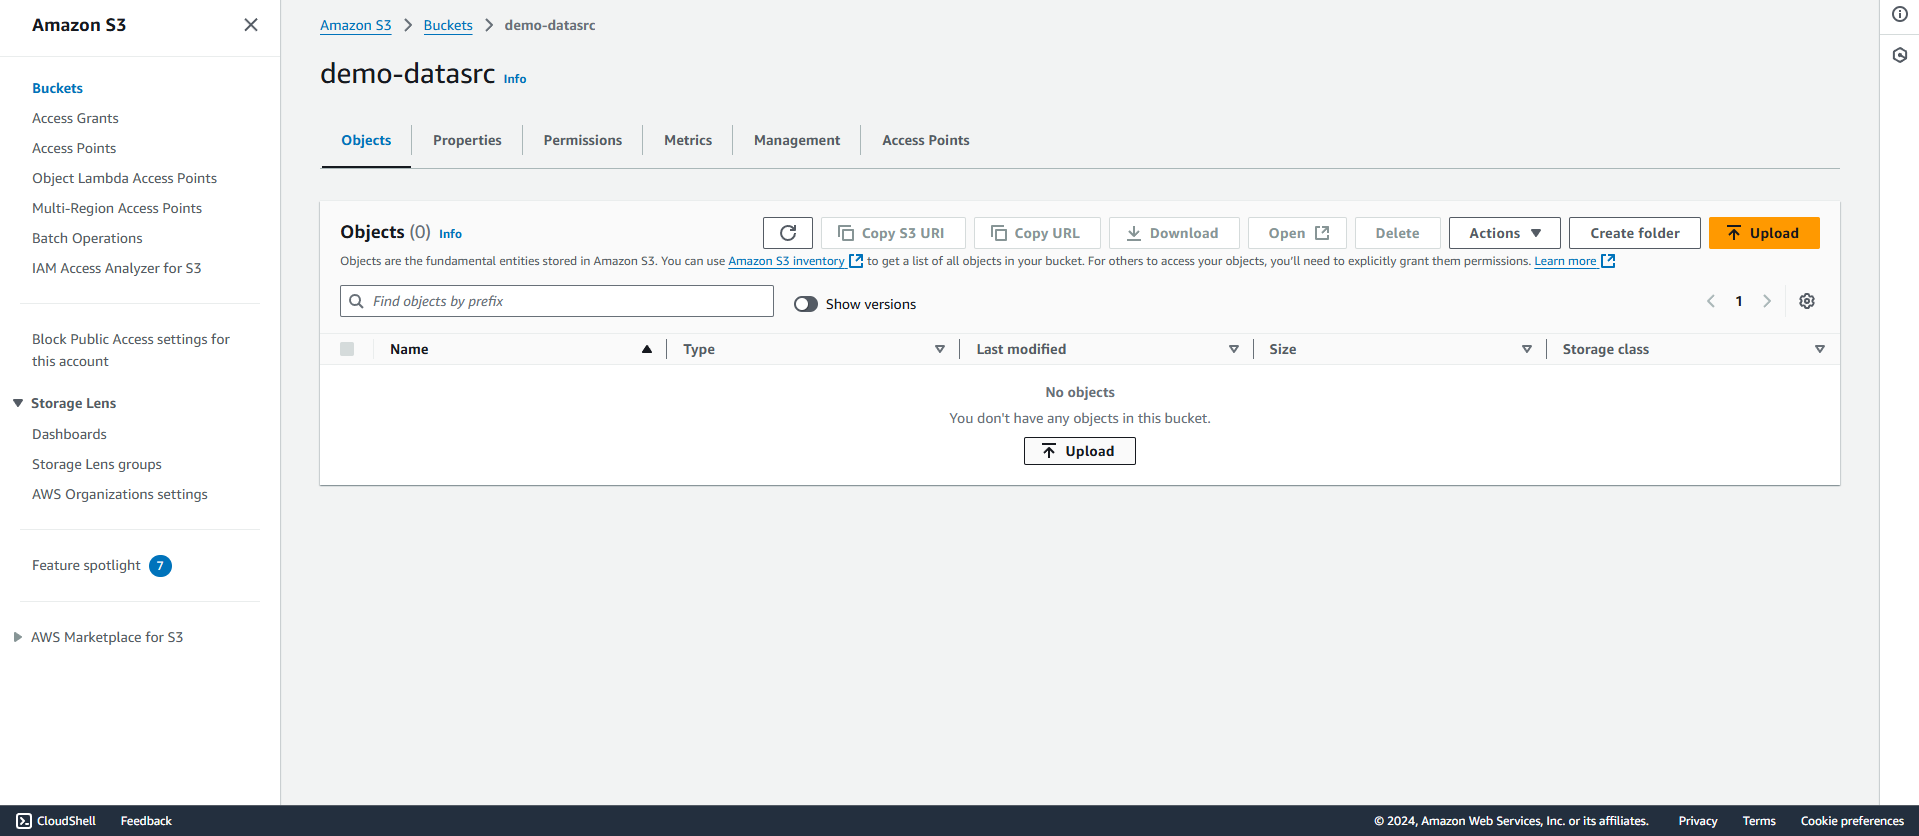 Amazon S3
Buckets
Access Grants
Access Points
Object Lambda Access Points
Multi-Region Access Points
Batch Operations
IAM Access Analyzer for S3
Block Public Access settings for
this account
Storage Lens
Dashboards
Storage Lens groups
AWS Organizations settings
Feature spotlight 7
AWS Marketplace for S3
Amazon S3 Buckets demo-datasrc
demo-datasrc Info
Objects Properties Permissions Metrics Management Access Points
Objects (0) Info Copy S3 URI Copy URL Download Open Delete Actions Create folder Upload
Objects are the fundamental entities stored in Amazon S3. You can use Amazon S3 inventory to get a list of all objects in your bucket. For others to access your objects, you'll need to explicitly grant them permissions. Learn more
Find objects by prefix Show versions 1
Name Type Last modified Size Storage class
No objects
You don't have any objects in this bucket.
Upload
CloudShell Feedback © 2024, Amazon Web Services, Inc. or its affiliates. Privacy Terms Cookie preferences